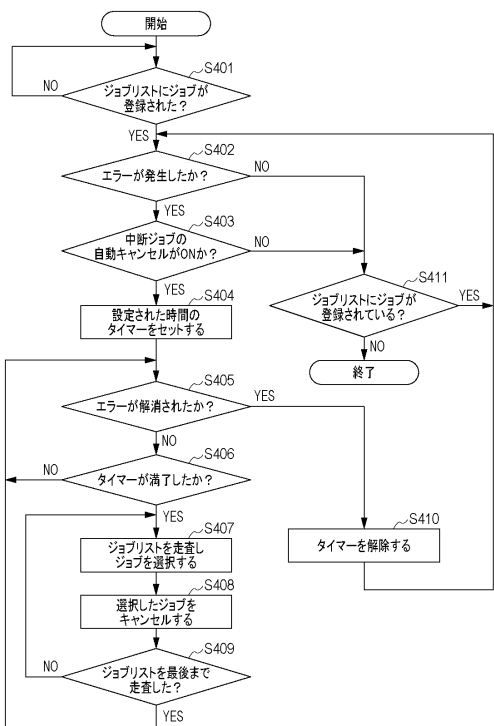 開始
S401
ジョブリストにジョブが
登録された？
NO
YES
S402
エラーが発生したか？
NO
YES
S403
中断ジョブの
自動キャンセルがONか？
NO
YES
S411
ジョブリストにジョブが
登録されている？
YES
NO
終了
S404
設定された時間の
タイマーをセットする
S405
エラーが解消されたか？
YES
NO
S406
タイマーが満了したか？
NO
YES
S410
タイマーを解除する
S407
ジョブリストを走査し
ジョブを選択する
S408
選択したジョブを
キャンセルする
S409
ジョブリストを最後まで
走査した？
NO
YES